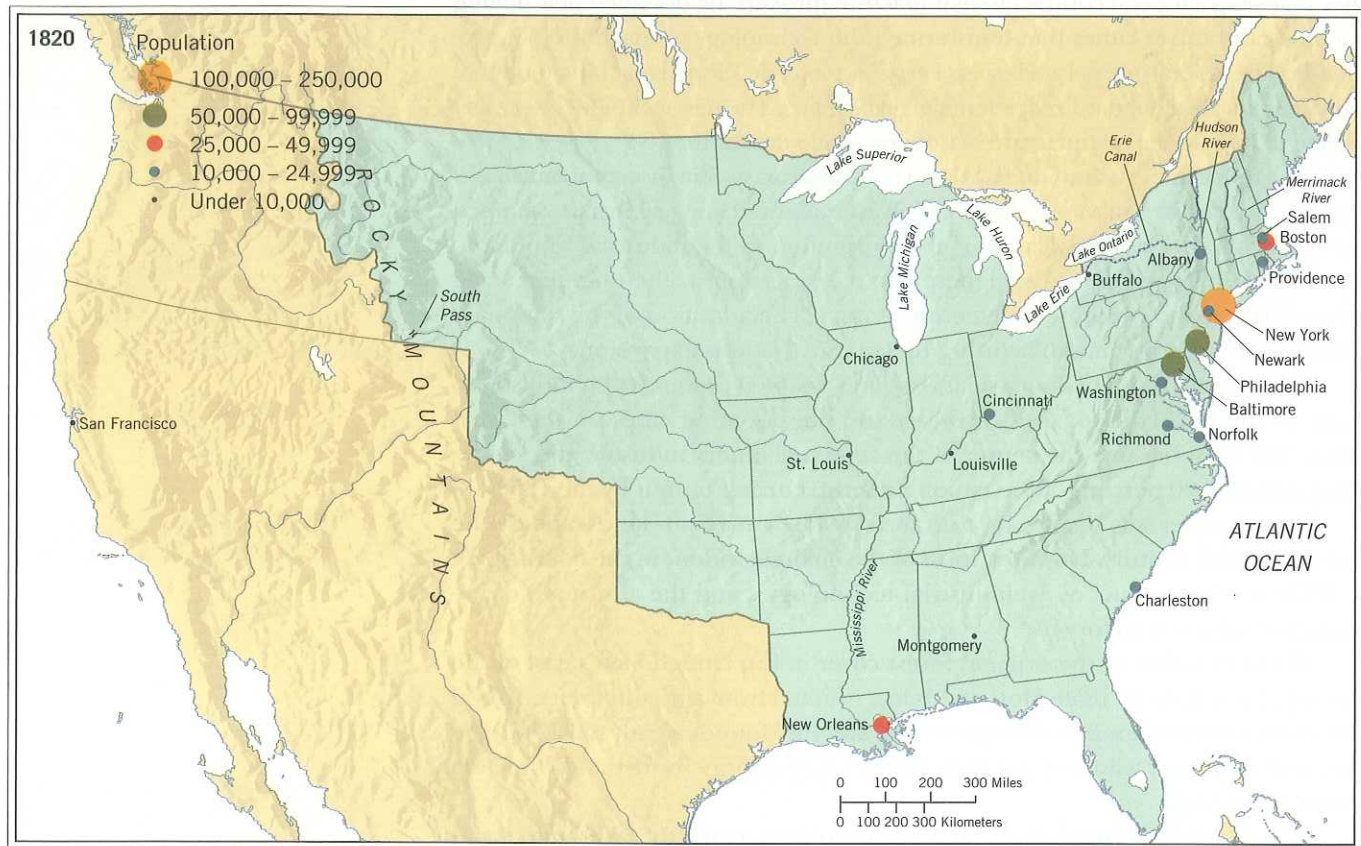 1820
Population
100,000 – 250,000
50,000 – 99,999
25,000 – 49,999
10,000 – 24,999
Under 10,000
ROCKY MOUNTAINS
South
Pass
San Francisco
Lake Superior
Lake Michigan
Lake Huron
Lake Ontario
Lake Erie
Erie
Canal
Hudson
River
Merrimack
River
Salem
Boston
Albany
Providence
Buffalo
New York
Newark
Philadelphia
Baltimore
Washington
Chicago
Cincinnati
Richmond
Norfolk
St. Louis
Louisville
ATLANTIC
OCEAN
Charleston
Mississippi River
Montgomery
New Orleans
0 100 200 300 Miles
0 100 200 300 Kilometers